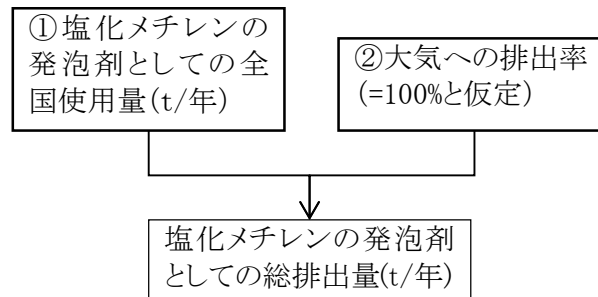 ①塩化メチレンの
発泡剤としての全
国使用量(t/年)
②大気への排出率
(=100%と仮定)
塩化メチレンの発泡剤
としての総排出量(t/年)